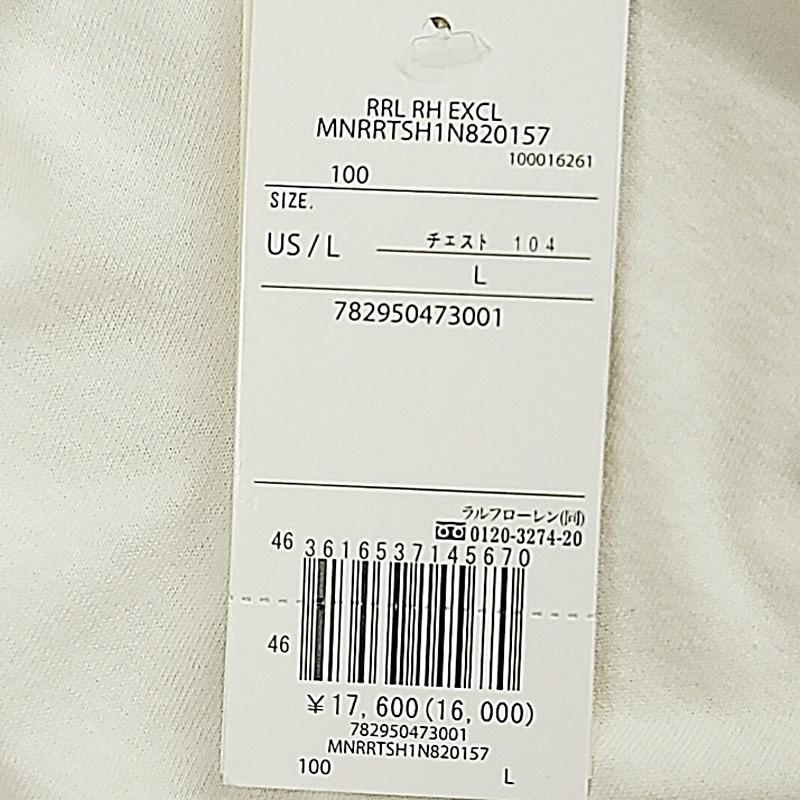 RRL RH EXCL
MNRRTSH1N820157
100016261
100
SIZE.
US / L
チェスト 104
L
782950473001
ラルフローレン(同)
0120-3274-20
46 3616537145670
46
¥17,600(16,000)
782950473001
MNRRTSH1N820157
100 L